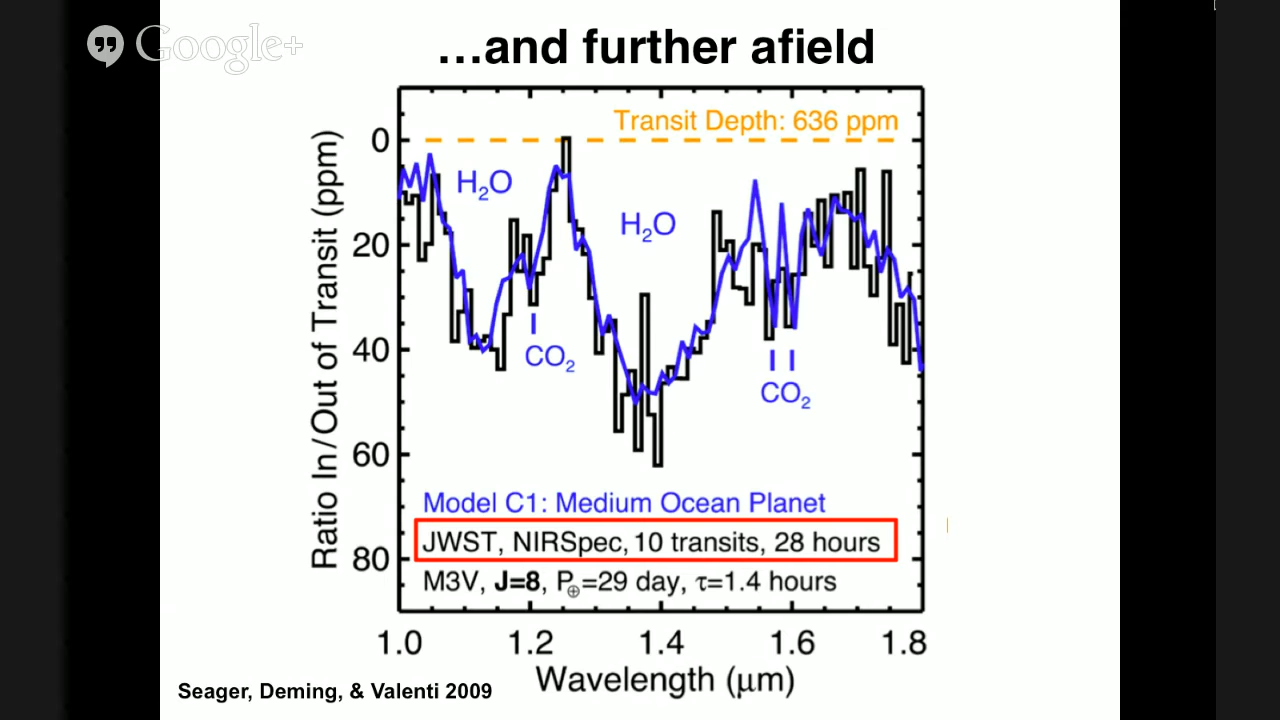 Google+
…and further afield
Transit Depth: 636 ppm
H₂O
H₂O
CO₂
CO₂
Ratio In/Out of Transit (ppm)
0
20
40
60
80
Model C1: Medium Ocean Planet
JWST, NIRSpec, 10 transits, 28 hours
M3V, J=8, P⊕=29 day, τ=1.4 hours
1.0 1.2 1.4 1.6 1.8
Wavelength (μm)
Seager, Deming, & Valenti 2009